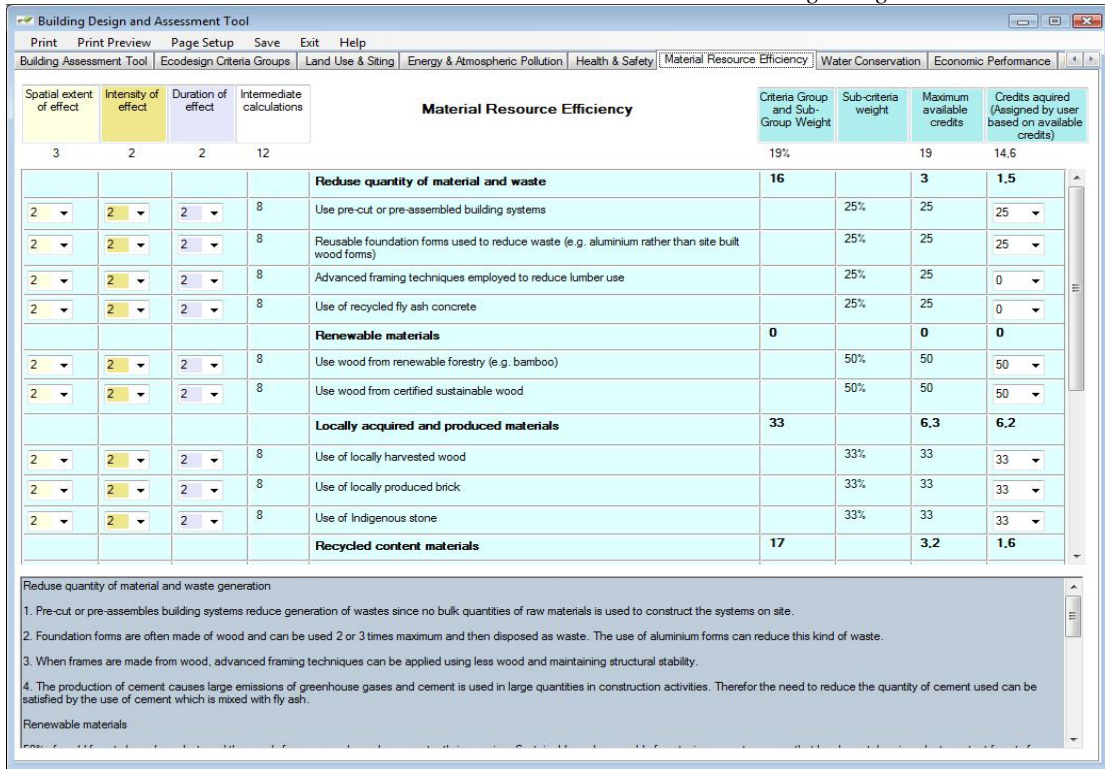 Building Design and Assessment Tool
Print Print Preview Page Setup Save Exit Help
Building Assessment Tool Ecodesign Criteria Groups Land Use & Siting Energy & Atmospheric Pollution Health & Safety Material Resource Efficiency Water Conservation Economic Performance
Spatial extent of effect Intensity of effect Duration of effect Intermediate calculations Material Resource Efficiency Criteria Group and Sub-Group Weight Sub-criteria weight Maximum available credits Credits aquired (Assigned by user based on available credits)
3 2 2 12 19% 19 14,6
Reduse quantity of material and waste 16 3 1,5
2 2 2 8 Use pre-cut or pre-assembled building systems 25% 25 25
2 2 2 8 Reusable foundation forms used to reduce waste (e.g. aluminium rather than site built wood forms) 25% 25 25
2 2 2 8 Advanced framing techniques employed to reduce lumber use 25% 25 0
2 2 2 8 Use of recycled fly ash concrete 25% 25 0
Renewable materials 0 0 0
2 2 2 8 Use wood from renewable forestry (e.g. bamboo) 50% 50 50
2 2 2 8 Use wood from certified sustainable wood 50% 50 50
Locally acquired and produced materials 33 6,3 6,2
2 2 2 8 Use of locally harvested wood 33% 33 33
2 2 2 8 Use of locally produced brick 33% 33 33
2 2 2 8 Use of Indigenous stone 33% 33 33
Recycled content materials 17 3,2 1,6
Reduse quantity of material and waste generation
1. Pre-cut or pre-assembles building systems reduce generation of wastes since no bulk quantities of raw materials is used to construct the systems on site.
2. Foundation forms are often made of wood and can be used 2 or 3 times maximum and then disposed as waste. The use of aluminium forms can reduce this kind of waste.
3. When frames are made from wood, advanced framing techniques can be applied using less wood and maintaining structural stability.
4. The production of cement causes large emissions of greenhouse gases and cement is used in large quantities in construction activities. Therefor the need to reduce the quantity of cement used can be
satisfied by the use of cement which is mixed with fly ash.
Renewable materials